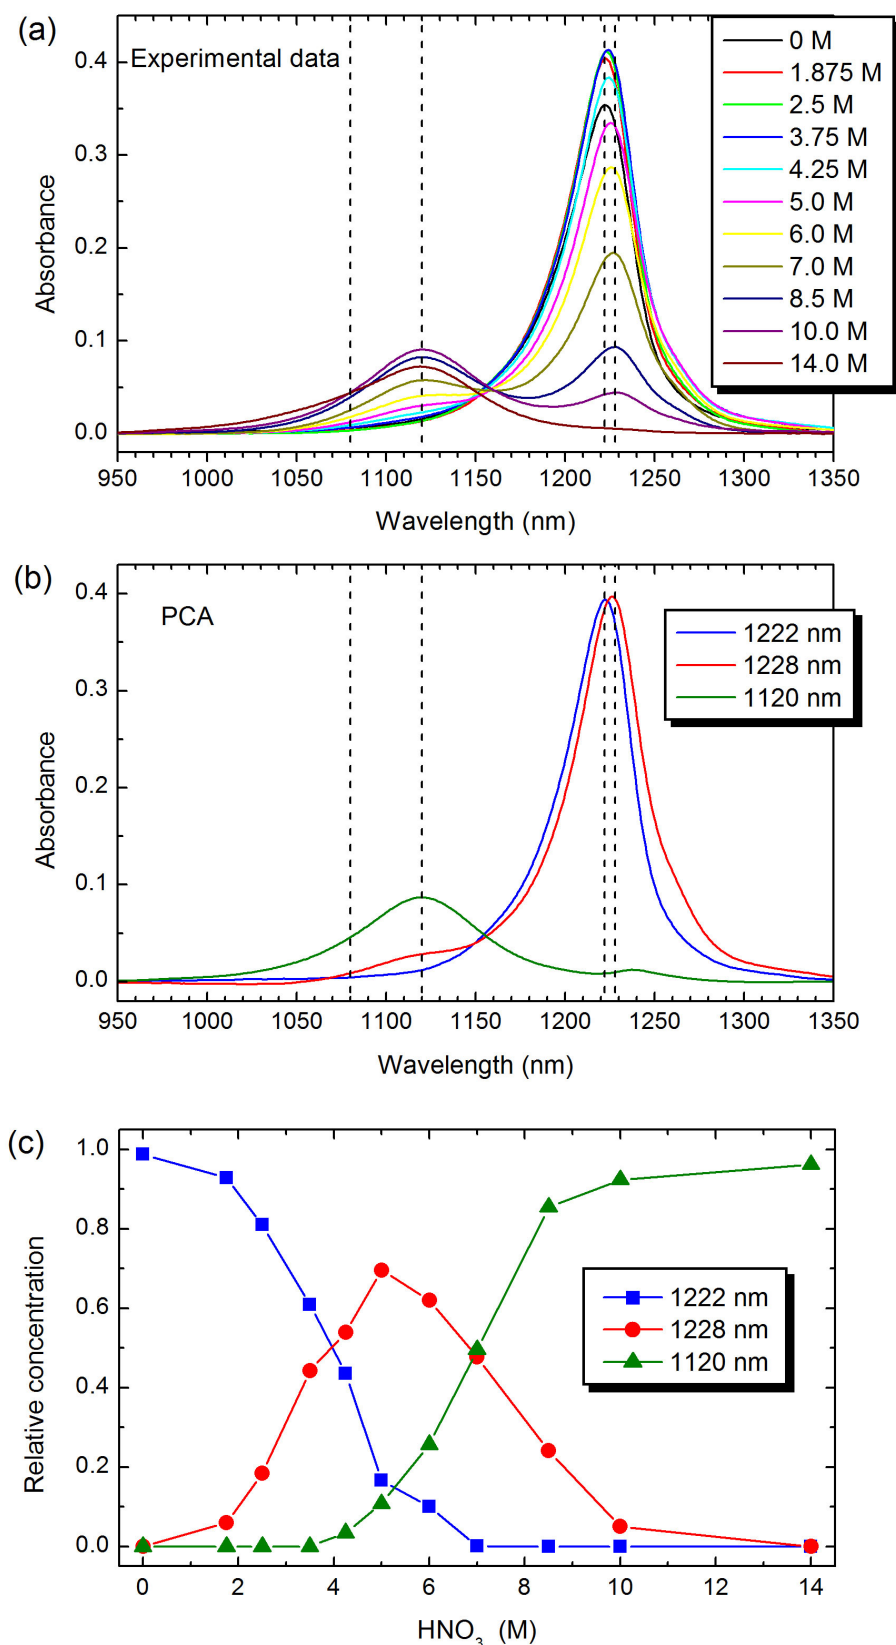 (a)
Experimental data
0 M
1.875 M
2.5 M
3.75 M
4.25 M
5.0 M
6.0 M
7.0 M
8.5 M
10.0 M
14.0 M
0.4
0.3
0.2
0.1
0.0
Absorbance
950 1000 1050 1100 1150 1200 1250 1300 1350
Wavelength (nm)
(b)
PCA
1222 nm
1228 nm
1120 nm
0.4
0.3
0.2
0.1
0.0
Absorbance
950 1000 1050 1100 1150 1200 1250 1300 1350
Wavelength (nm)
(c)
1.0
0.8
0.6
0.4
0.2
0.0
Relative concentration
1222 nm
1228 nm
1120 nm
0 2 4 6 8 10 12 14
HNO₃ (M)